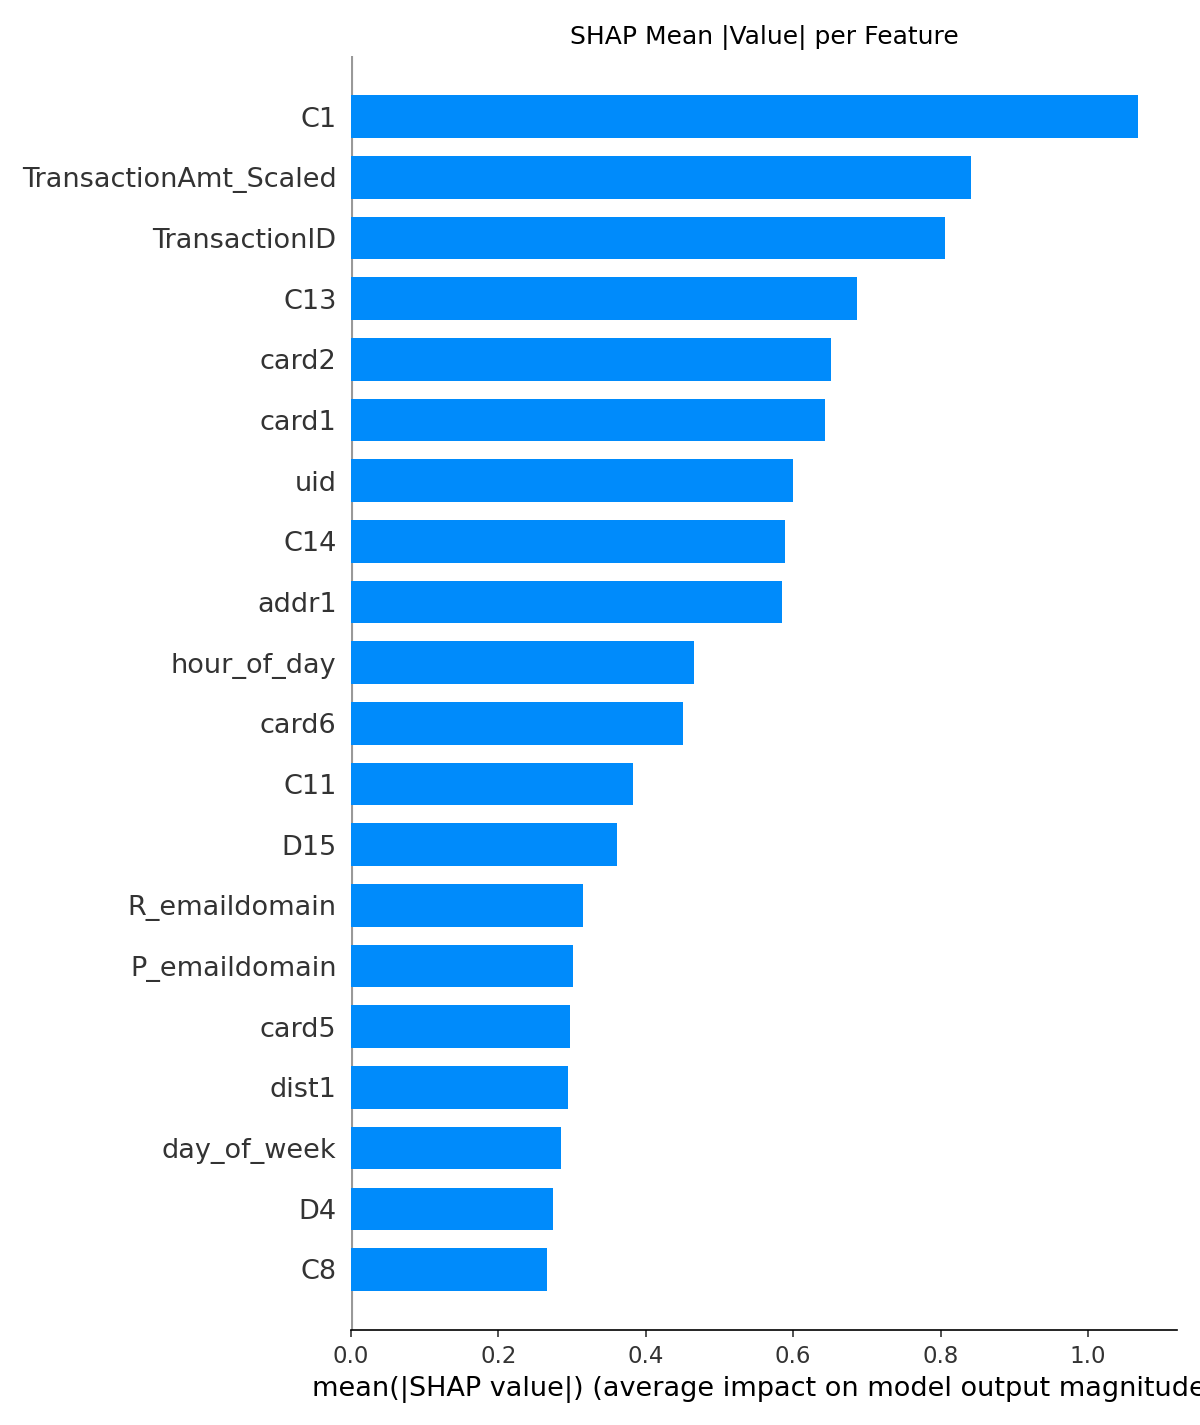 SHAP Mean |Value| per Feature
C1
TransactionAmt_Scaled
TransactionID
C13
card2
card1
uid
C14
addr1
hour_of_day
card6
C11
D15
R_emaildomain
P_emaildomain
card5
dist1
day_of_week
D4
C8
0.0 0.2 0.4 0.6 0.8 1.0
mean(|SHAP value|) (average impact on model output magnitude